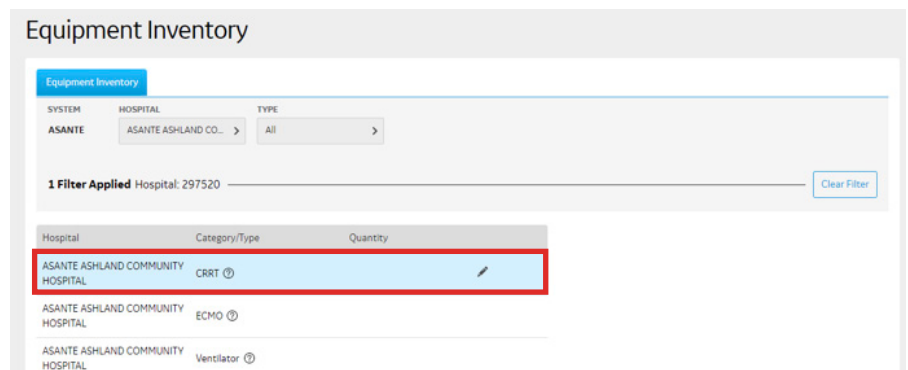 Equipment Inventory
Equipment Inventory
SYSTEM HOSPITAL TYPE
ASANTE ASANTE ASHLAND CO... All
1 Filter Applied Hospital: 297520 Clear Filter
Hospital Category/Type Quantity
ASANTE ASHLAND COMMUNITY
HOSPITAL
CRRT
ASANTE ASHLAND COMMUNITY
HOSPITAL
ECMO
ASANTE ASHLAND COMMUNITY
HOSPITAL
Ventilator